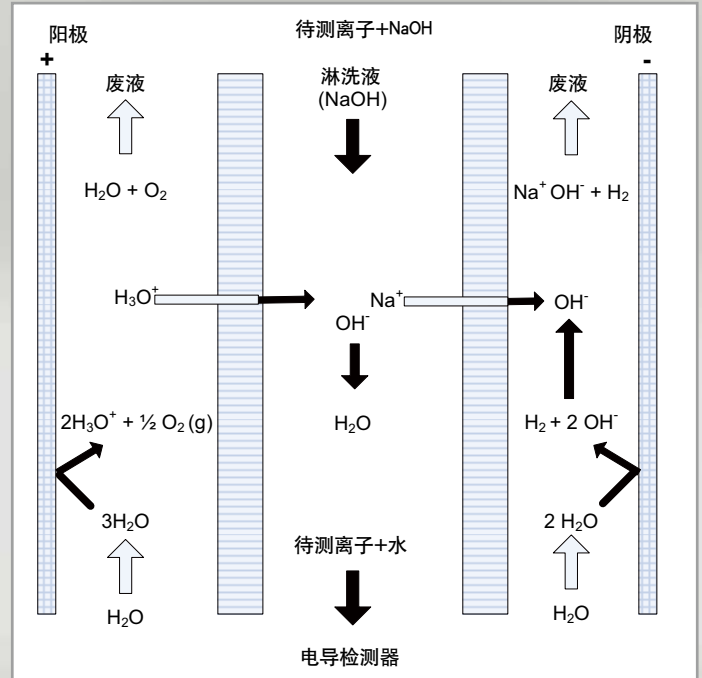 阳极
+
待测离子+NaOH
阴极
-
废液
淋洗液
(NaOH)
废液
H₂O + O₂
Na⁺ OH⁻ + H₂
H₃O⁺
Na⁺
OH⁻
OH⁻
2H₃O⁺ + ½ O₂ (g)
H₂O
H₂ + 2 OH⁻
3H₂O
2 H₂O
待测离子+水
H₂O
H₂O
电导检测器